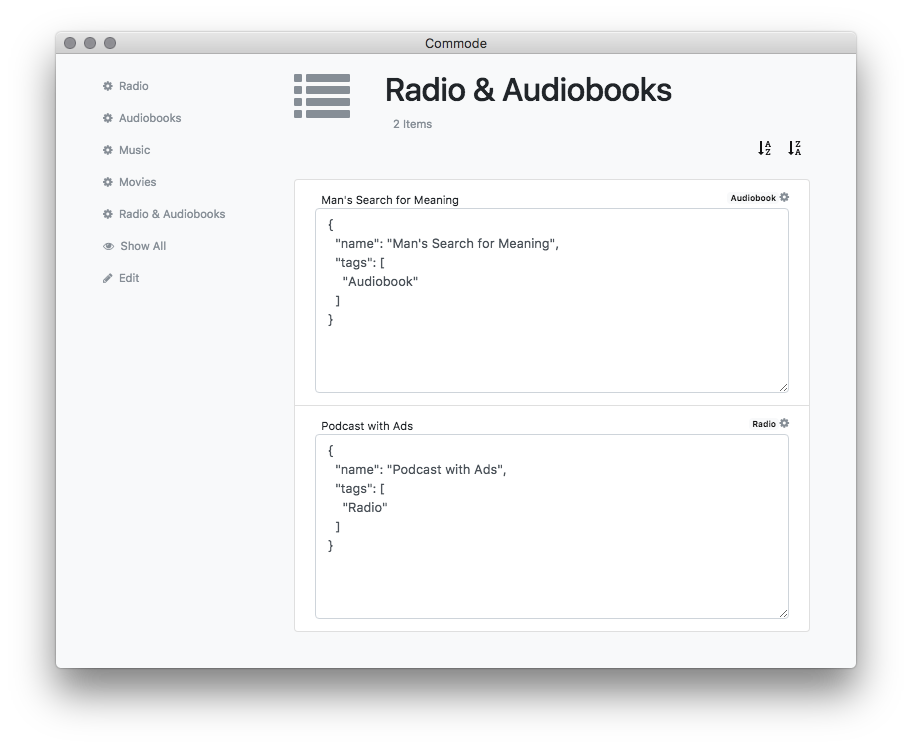 Commode
Radio
Audiobooks
Music
Movies
Radio & Audiobooks
Show All
Edit
Radio & Audiobooks
2 Items
A
Z
Z
A
Man's Search for Meaning
Audiobook
{
"name": "Man's Search for Meaning",
"tags": [
"Audiobook"
]
}
Podcast with Ads
Radio
{
"name": "Podcast with Ads",
"tags": [
"Radio"
]
}